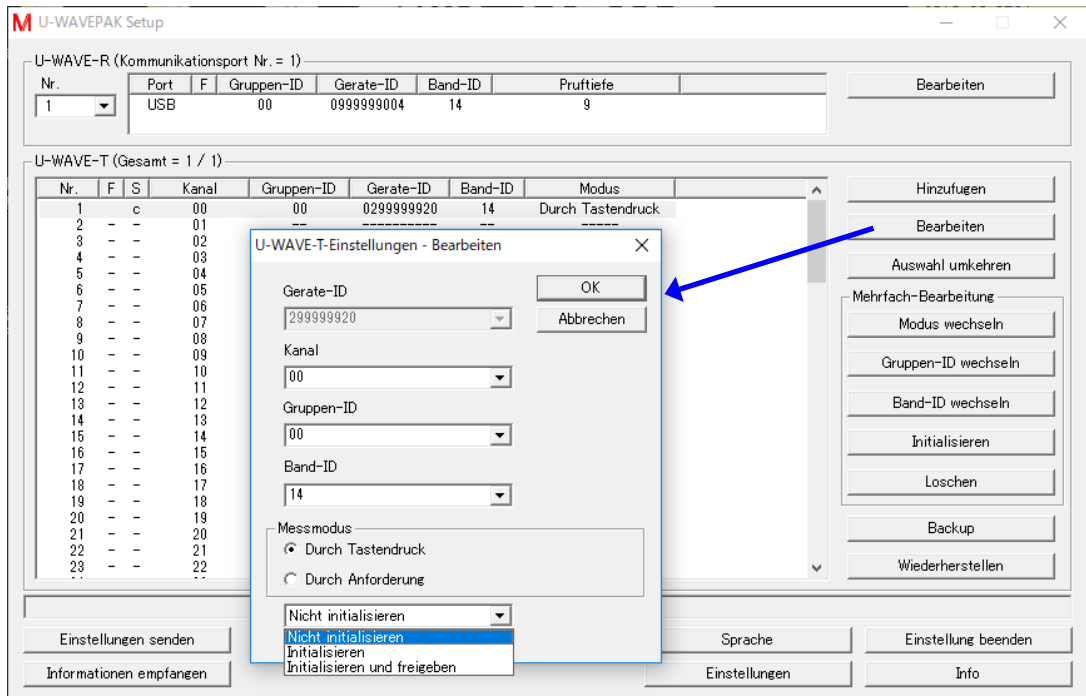 M U-WAVEPAK Setup
U-WAVE-R (Kommunikationsport Nr. = 1)
Nr.
1
Port F Gruppen-ID Gerate-ID Band-ID Pruftiefe
USB 00 0999999004 14 9
Bearbeiten
U-WAVE-T (Gesamt = 1 / 1)
Nr. F S Kanal Gruppen-ID Gerate-ID Band-ID Modus
1 c 00 00 0299999920 14 Durch Tastendruck
2 - - 01 -- ---------- -- -----
3 - - 02
4 - - 03
5 - - 04
6 - - 05
7 - - 06
8 - - 07
9 - - 08
10 - - 09
11 - - 10
12 - - 11
13 - - 12
14 - - 13
15 - - 14
16 - - 15
17 - - 16
18 - - 17
19 - - 18
20 - - 19
21 - - 20
22 - - 21
23 - - 22
U-WAVE-T-Einstellungen - Bearbeiten
Gerate-ID
299999920
Kanal
00
Gruppen-ID
00
Band-ID
14
Messmodus
Durch Tastendruck
Durch Anforderung
Nicht initialisieren
Nicht initialisieren
Initialisieren
Initialisieren und freigeben
OK
Abbrechen
Hinzufugen
Bearbeiten
Auswahl umkehren
Mehrfach-Bearbeitung
Modus wechseln
Gruppen-ID wechseln
Band-ID wechseln
Initialisieren
Loschen
Backup
Wiederherstellen
Einstellungen senden
Sprache
Einstellung beenden
Informationen empfangen
Einstellungen
Info